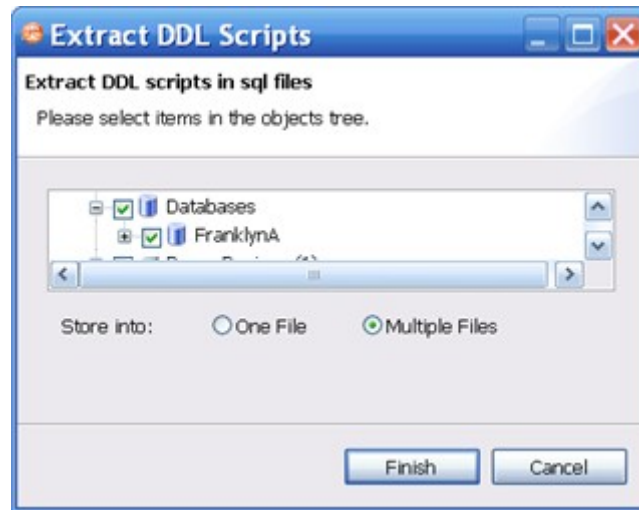 Extract DDL Scripts
Extract DDL scripts in sql files
Please select items in the objects tree.
Databases
FranklynA
Store into: One File Multiple Files
Finish Cancel